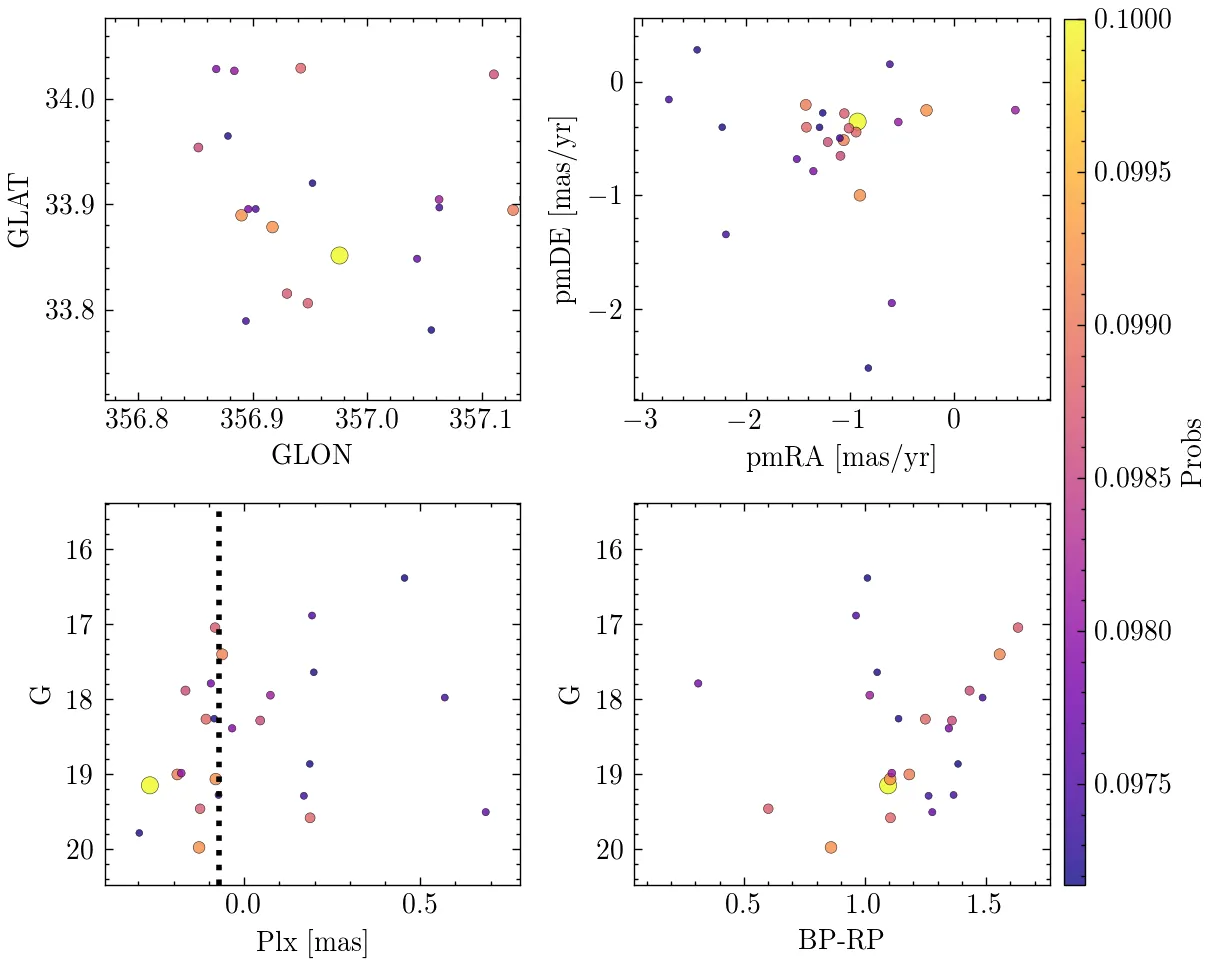 34.0
33.9
33.8
GLAT
356.8 356.9 357.0 357.1
GLON
0
−1
−2
pmDE [mas/yr]
−3 −2 −1 0
pmRA [mas/yr]
0.1000
0.0995
0.0990
0.0985
0.0980
0.0975
Probs
16
17
18
19
20
G
0.0 0.5
Plx [mas]
16
17
18
19
20
G
0.5 1.0 1.5
BP-RP